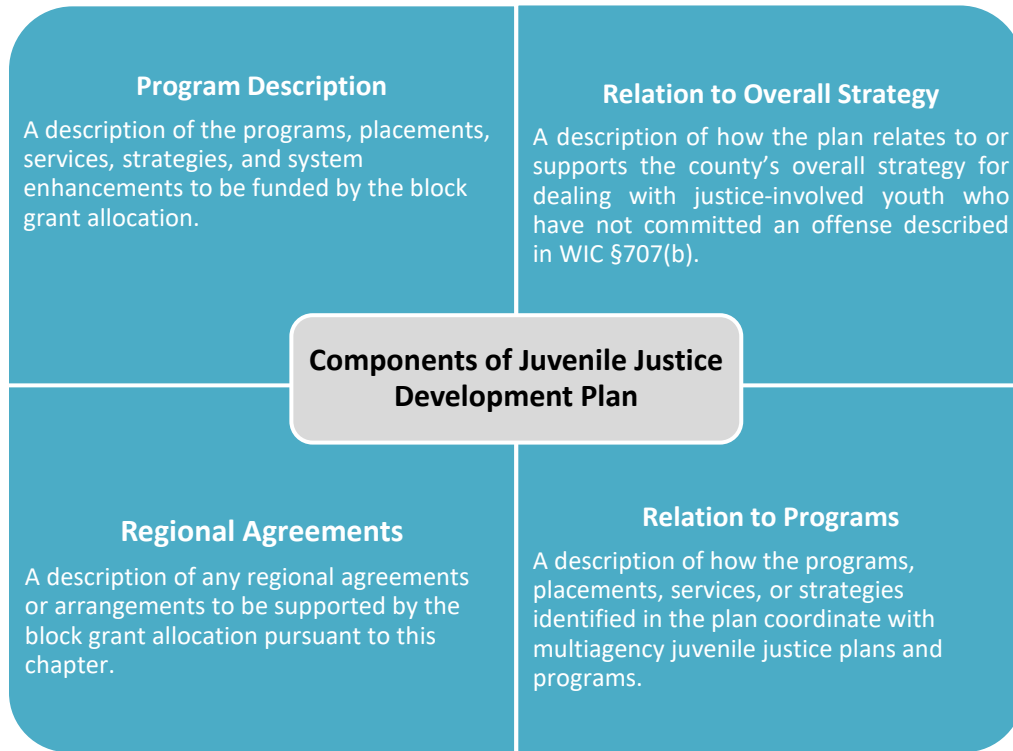 Program Description
A description of the programs, placements,
services, strategies, and system
enhancements to be funded by the block
grant allocation.
Relation to Overall Strategy
A description of how the plan relates to or
supports the county’s overall strategy for
dealing with justice-involved youth who
have not committed an offense described
in WIC §707(b).
Components of Juvenile Justice
Development Plan
Regional Agreements
A description of any regional agreements
or arrangements to be supported by the
block grant allocation pursuant to this
chapter.
Relation to Programs
A description of how the programs,
placements, services, or strategies
identified in the plan coordinate with
multiagency juvenile justice plans and
programs.